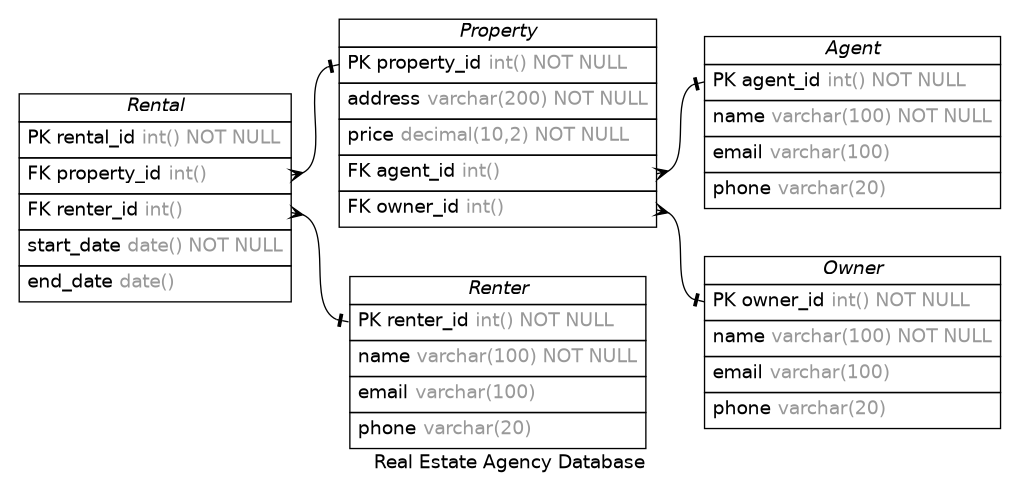 Rental
PK rental_id int() NOT NULL
FK property_id int()
FK renter_id int()
start_date date() NOT NULL
end_date date()
Property
PK property_id int() NOT NULL
address varchar(200) NOT NULL
price decimal(10,2) NOT NULL
FK agent_id int()
FK owner_id int()
Renter
PK renter_id int() NOT NULL
name varchar(100) NOT NULL
email varchar(100)
phone varchar(20)
Agent
PK agent_id int() NOT NULL
name varchar(100) NOT NULL
email varchar(100)
phone varchar(20)
Owner
PK owner_id int() NOT NULL
name varchar(100) NOT NULL
email varchar(100)
phone varchar(20)
Real Estate Agency Database